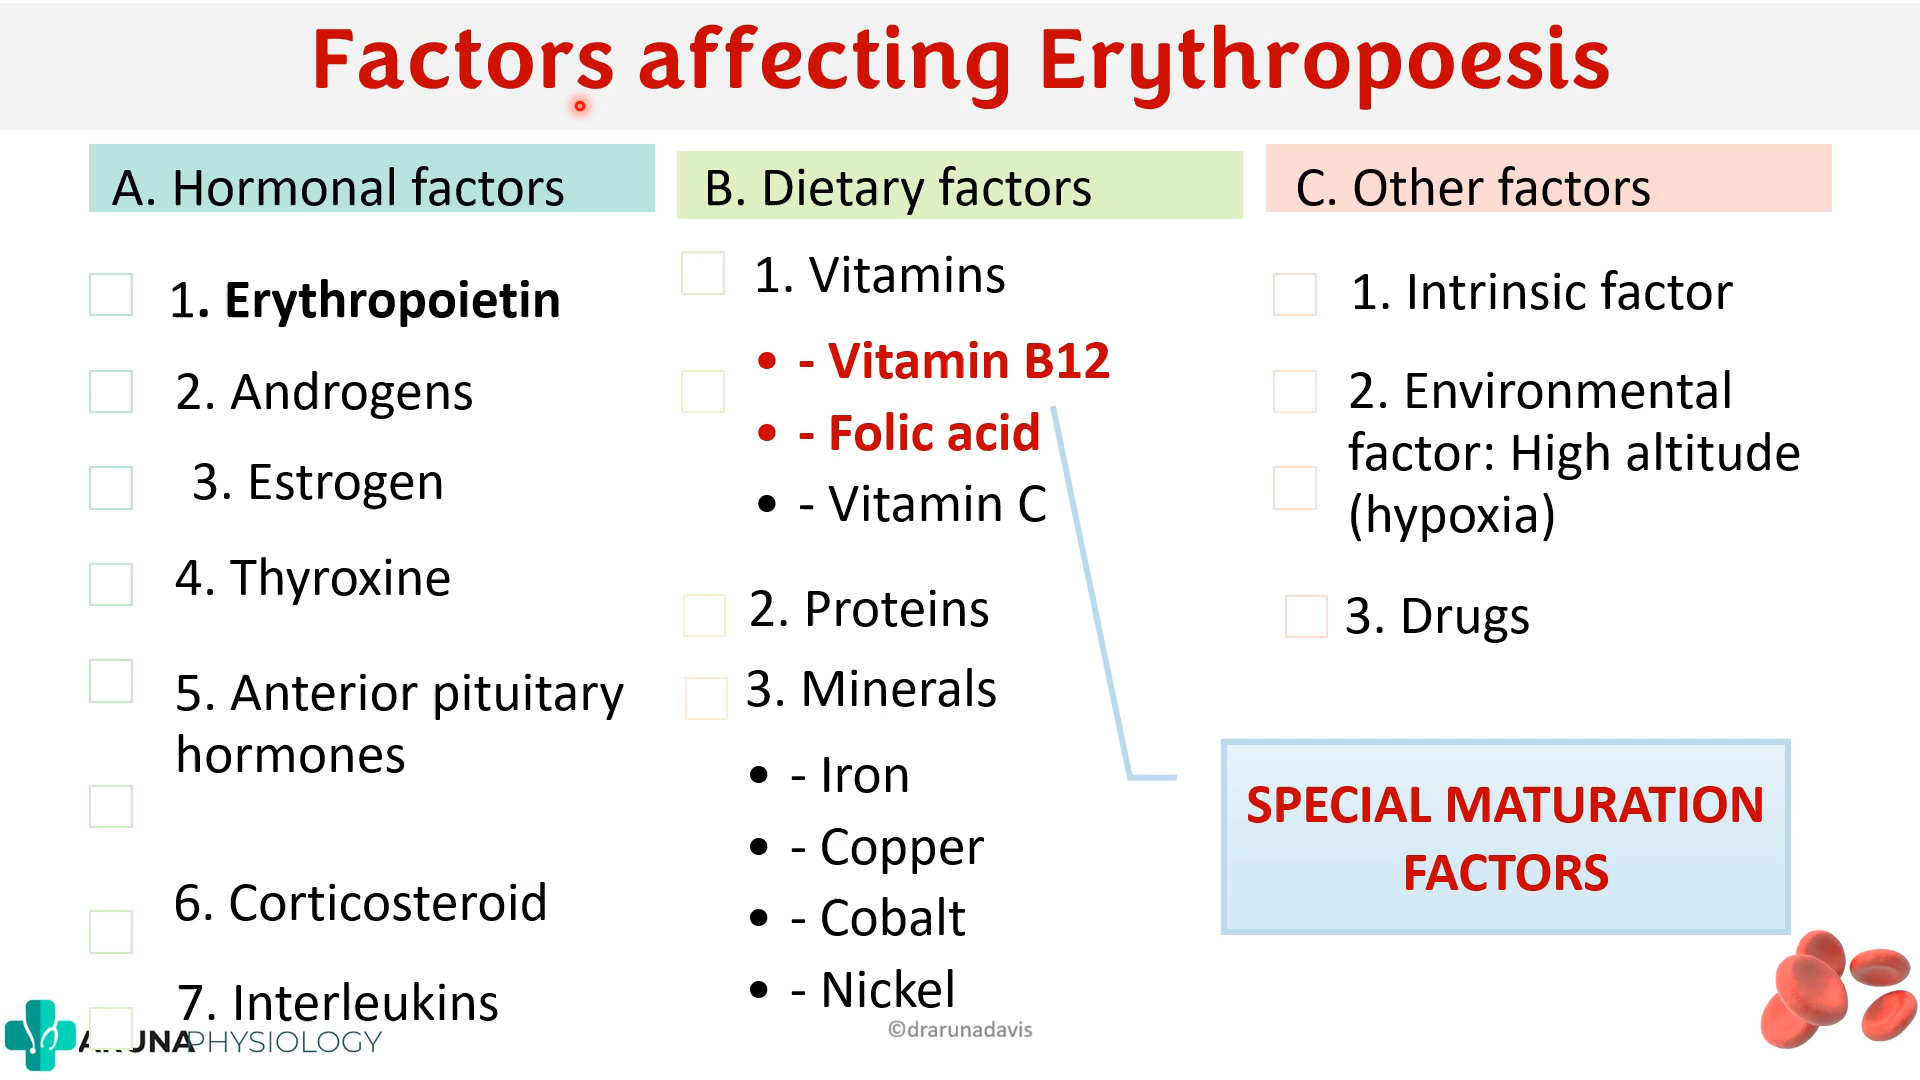 Factors affecting Erythropoesis
A. Hormonal factors
1. Erythropoietin
2. Androgens
3. Estrogen
4. Thyroxine
5. Anterior pituitary
hormones
6. Corticosteroid
7. Interleukins
B. Dietary factors
1. Vitamins
• - Vitamin B12
• - Folic acid
• - Vitamin C
2. Proteins
3. Minerals
• - Iron
• - Copper
• - Cobalt
• - Nickel
C. Other factors
1. Intrinsic factor
2. Environmental
factor: High altitude
(hypoxia)
3. Drugs
SPECIAL MATURATION
FACTORS
ARUNAPHYSIOLOGY
©drarunadavis